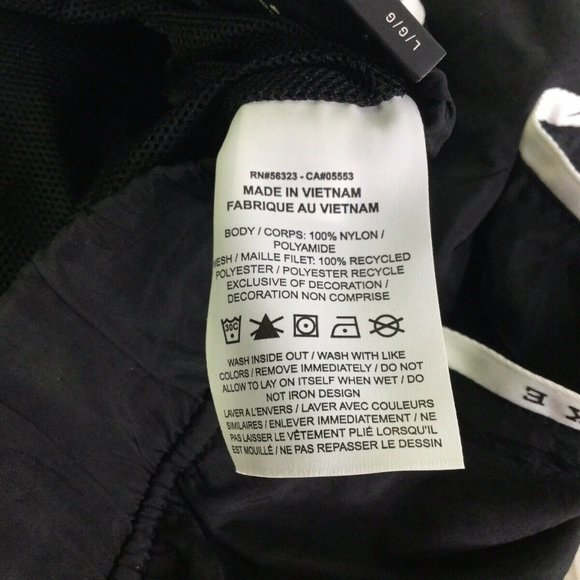 L/G/G
RN#56323 - CA#05553
MADE IN VIETNAM
FABRIQUE AU VIETNAM
BODY / CORPS: 100% NYLON /
POLYAMIDE
MESH / MAILLE FILET: 100% RECYCLED
POLYESTER / POLYESTER RECYCLE
EXCLUSIVE OF DECORATION /
DECORATION NON COMPRISE
30C
WASH INSIDE OUT / WASH WITH LIKE
COLORS / REMOVE IMMEDIATELY / DO NOT
ALLOW TO LAY ON ITSELF WHEN WET / DO
NOT IRON DESIGN
LAVER A L'ENVERS / LAVER AVEC COULEURS
SIMILAIRES / ENLEVER IMMEDIATEMENT / NE
PAS LAISSER LE VÊTEMENT PLIÉ LORSQU'IL
EST MOUILLÉ / NE PAS REPASSER LE DESSIN